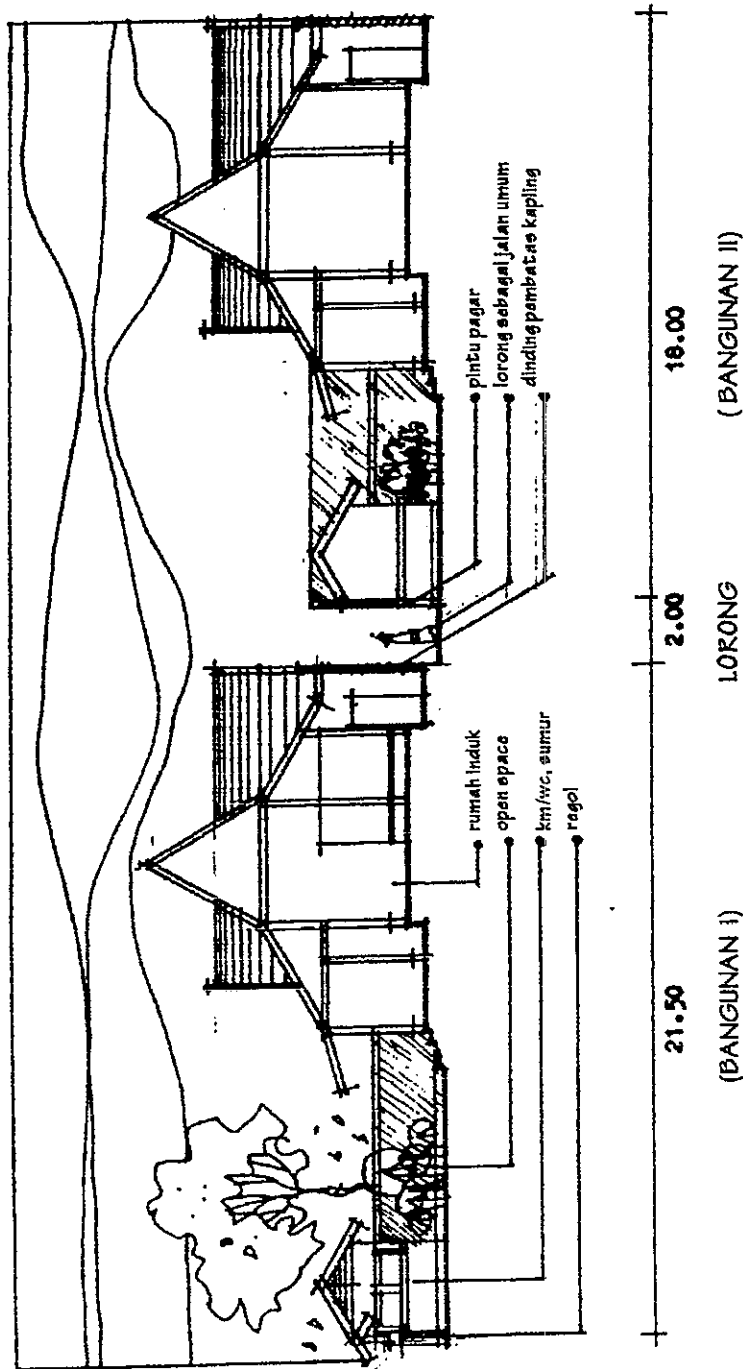 rumah induk
open space
km/wc, sumur
regol
pintu pagar
lorong sebagai jalan umum
dinding pembatas kapling
21.50
2.00
18.00
(BANGUNAN I)
LORONG
( BANGUNAN II)